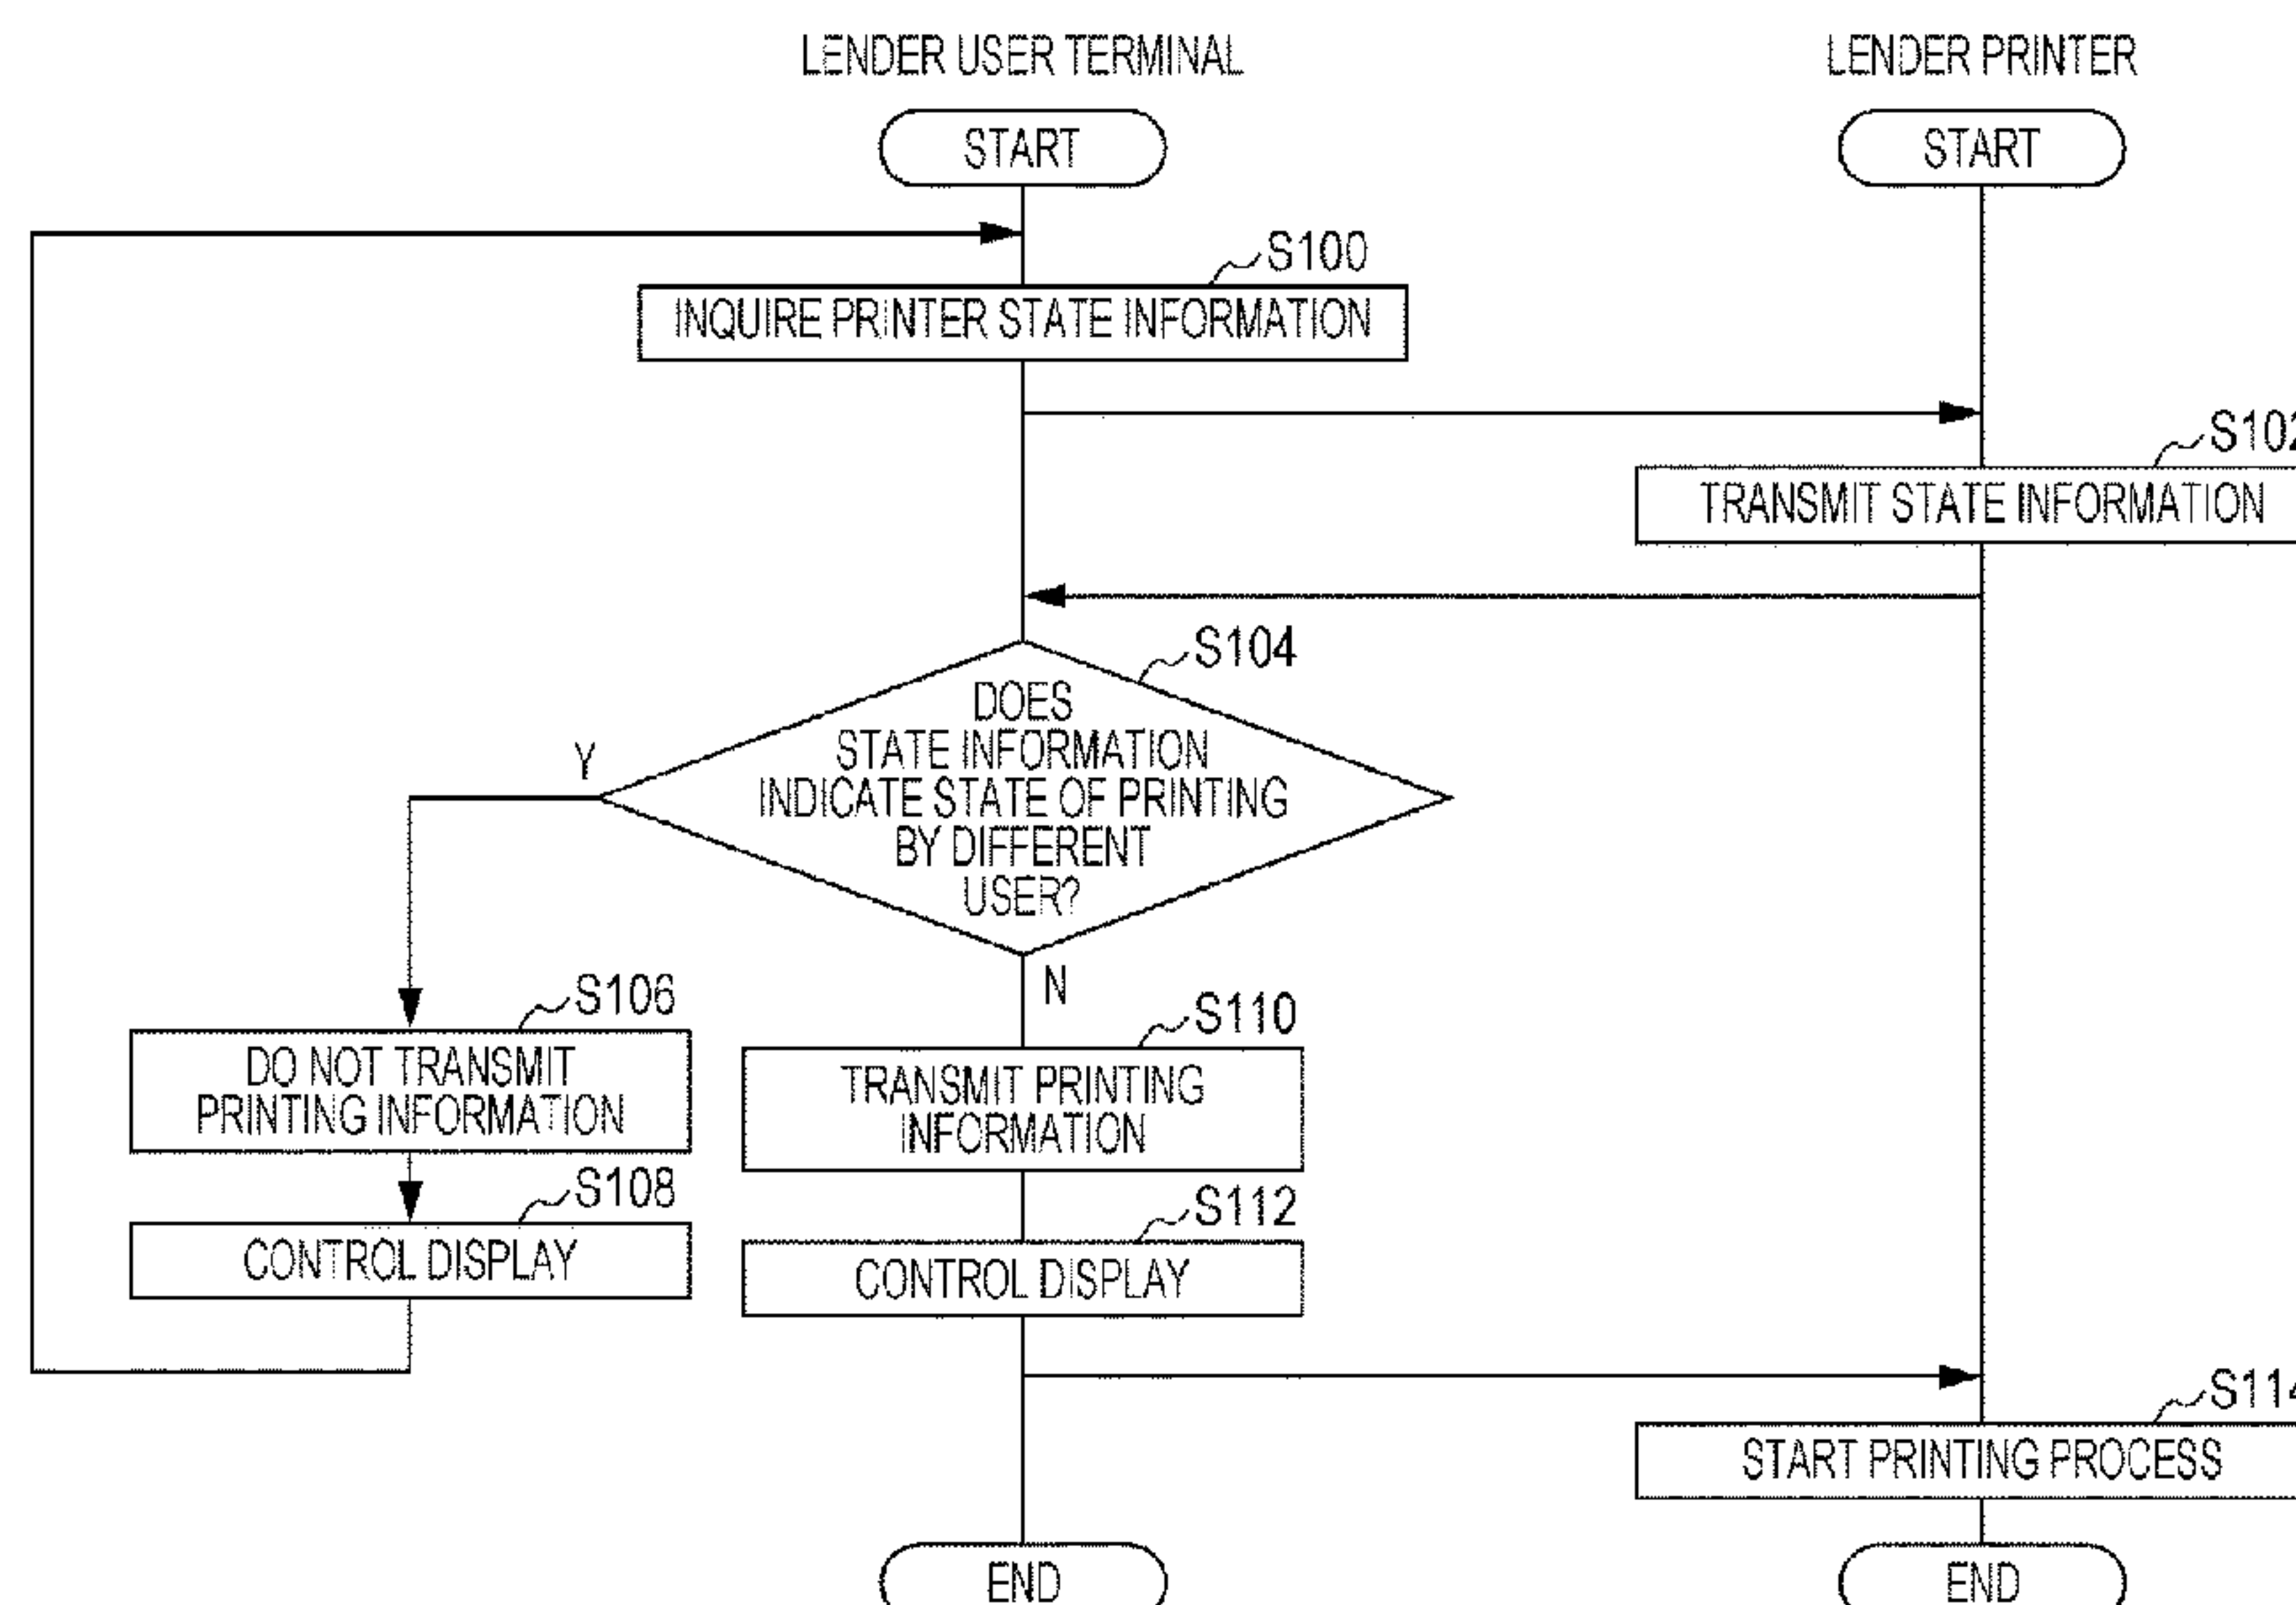 LENDER USER TERMINAL
LENDER PRINTER
START
START
S100
INQUIRE PRINTER STATE INFORMATION
S102
TRANSMIT STATE INFORMATION
S104
DOES
STATE INFORMATION
INDICATE STATE OF PRINTING
BY DIFFERENT
USER?
Y
N
S106
DO NOT TRANSMIT
PRINTING INFORMATION
S110
TRANSMIT PRINTING
INFORMATION
S108
CONTROL DISPLAY
S112
CONTROL DISPLAY
S114
START PRINTING PROCESS
END
END